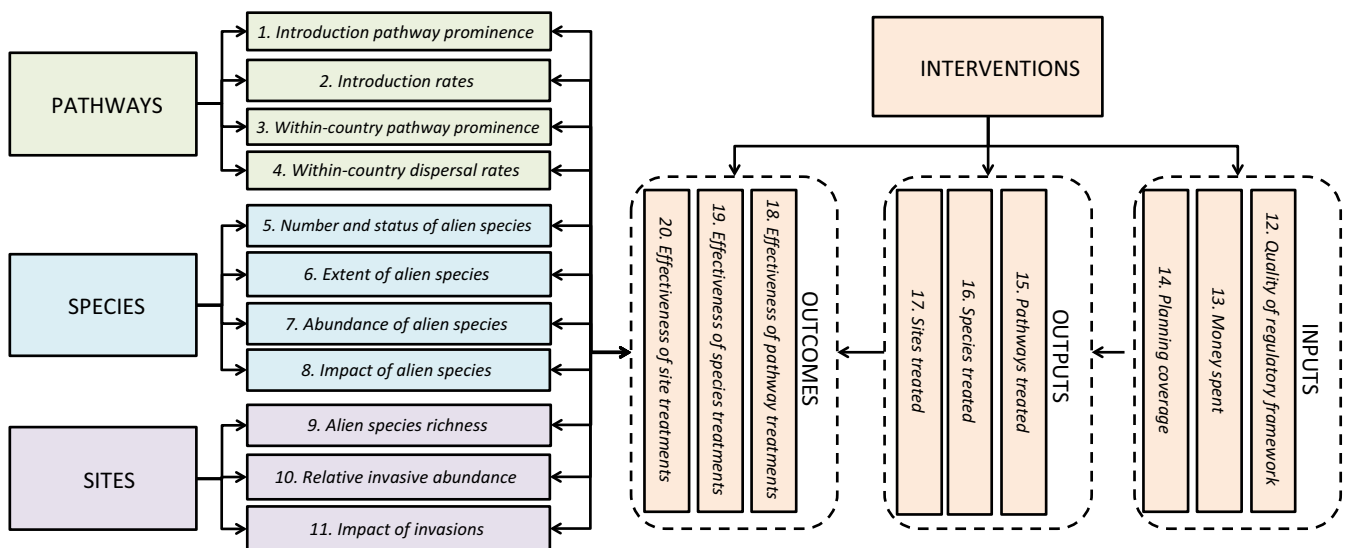 PATHWAYS
1. Introduction pathway prominence
2. Introduction rates
3. Within-country pathway prominence
4. Within-country dispersal rates
SPECIES
5. Number and status of alien species
6. Extent of alien species
7. Abundance of alien species
8. Impact of alien species
SITES
9. Alien species richness
10. Relative invasive abundance
11. Impact of invasions
INTERVENTIONS
OUTCOMES
18. Effectiveness of pathway treatments
19. Effectiveness of species treatments
20. Effectiveness of site treatments
OUTPUTS
15. Pathways treated
16. Species treated
17. Sites treated
INPUTS
12. Quality of regulatory framework
13. Money spent
14. Planning coverage